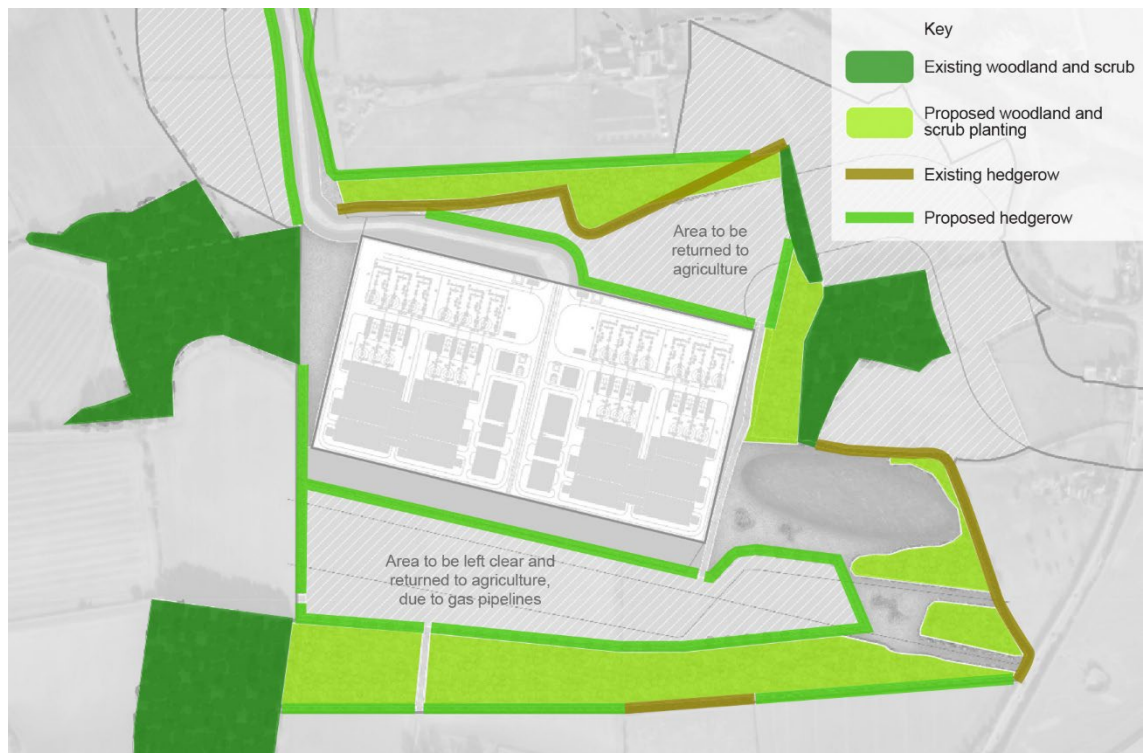 Key
Existing woodland and scrub
Proposed woodland and
scrub planting
Existing hedgerow
Proposed hedgerow
Area to be
returned to
agriculture
Area to be left clear and
returned to agriculture,
due to gas pipelines